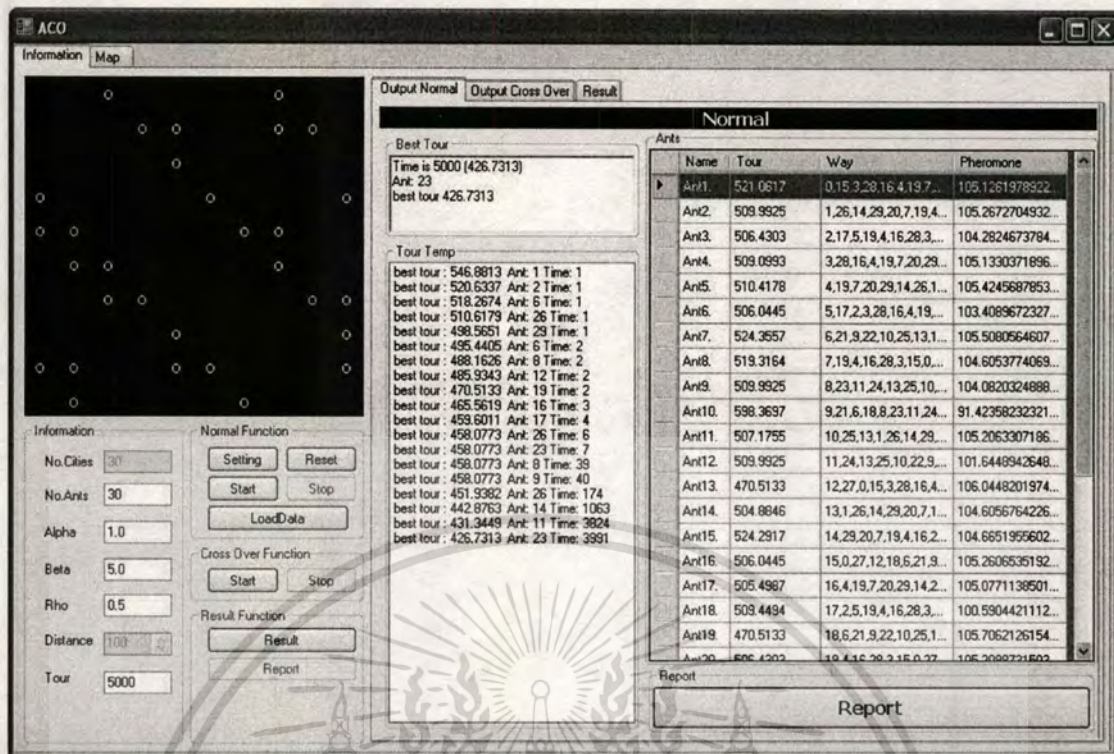 ACO
Information Map
Output Normal Output Cross Over Result
Normal
Best Tour
Time is 5000 (426.7313)
Ant: 23
best tour 426.7313
Tour Temp
best tour : 546.8813 Ant: 1 Time: 1
best tour : 520.6337 Ant: 2 Time: 1
best tour : 518.2674 Ant: 6 Time: 1
best tour : 510.6179 Ant: 26 Time: 1
best tour : 498.5651 Ant: 29 Time: 1
best tour : 495.4405 Ant: 6 Time: 2
best tour : 488.1626 Ant: 8 Time: 2
best tour : 485.9343 Ant: 12 Time: 2
best tour : 470.5133 Ant: 19 Time: 2
best tour : 465.5619 Ant: 16 Time: 3
best tour : 459.6011 Ant: 17 Time: 4
best tour : 458.0773 Ant: 26 Time: 6
best tour : 458.0773 Ant: 23 Time: 7
best tour : 458.0773 Ant: 8 Time: 39
best tour : 458.0773 Ant: 9 Time: 40
best tour : 451.9382 Ant: 26 Time: 174
best tour : 442.8763 Ant: 14 Time: 1063
best tour : 431.3449 Ant: 11 Time: 3824
best tour : 426.7313 Ant: 23 Time: 3991
Ants
Name Tour Way Pheromone
Ant1. 521.0617 0,15,3,28,16,4,19,7... 105.1261978922...
Ant2. 509.9925 1,26,14,29,20,7,19,4... 105.2672704932...
Ant3. 506.4303 2,17,5,19,4,16,28,3,... 104.2824673784...
Ant4. 509.0993 3,28,16,4,19,7,20,29... 105.1330371896...
Ant5. 510.4178 4,19,7,20,29,14,26,1... 105.4245687853...
Ant6. 506.0445 5,17,2,3,28,16,4,19,... 103.4089672327...
Ant7. 524.3557 6,21,9,22,10,25,13,1... 105.5080564607...
Ant8. 519.3164 7,19,4,16,28,3,15,0,... 104.6053774069...
Ant9. 509.9925 8,23,11,24,13,25,10,... 104.0820324888...
Ant10. 598.3697 9,21,6,18,8,23,11,24... 91.42358232321...
Ant11. 507.1755 10,25,13,1,26,14,29,... 105.2063307186...
Ant12. 509.9925 11,24,13,25,10,22,9,... 101.6448942648...
Ant13. 470.5133 12,27,0,15,3,28,16,4... 106.0448201974...
Ant14. 504.8846 13,1,26,14,29,20,7,1... 104.6056764226...
Ant15. 524.2917 14,29,20,7,19,4,16,2... 104.6651955602...
Ant16. 506.0445 15,0,27,12,18,6,21,9... 105.2606535192...
Ant17. 505.4987 16,4,19,7,20,29,14,2... 105.0771138501...
Ant18. 509.4494 17,2,5,19,4,16,28,3,... 100.5904421112...
Ant19. 470.5133 18,6,21,9,22,10,25,1... 105.7062126154...
Report
Report
Information
No.Cities 30
No.Ants 30
Alpha 1.0
Beta 5.0
Rho 0.5
Distance 100
Tour 5000
Normal Function
Setting Reset
Start Stop
LoadData
Cross Over Function
Start Stop
Result Function
Result
Report